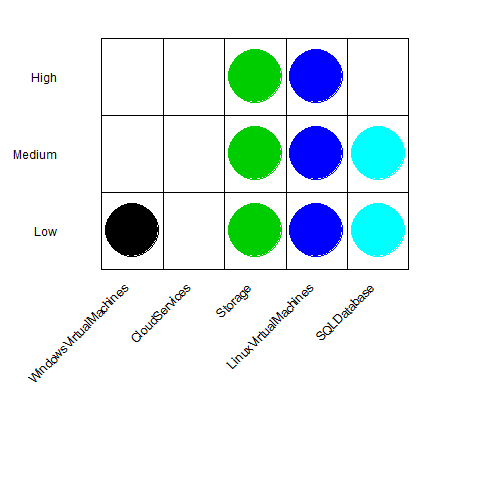 High
Medium
Low
WindowsVirtualMachines
CloudServices
Storage
LinuxVirtualMachines
SQLDatabase